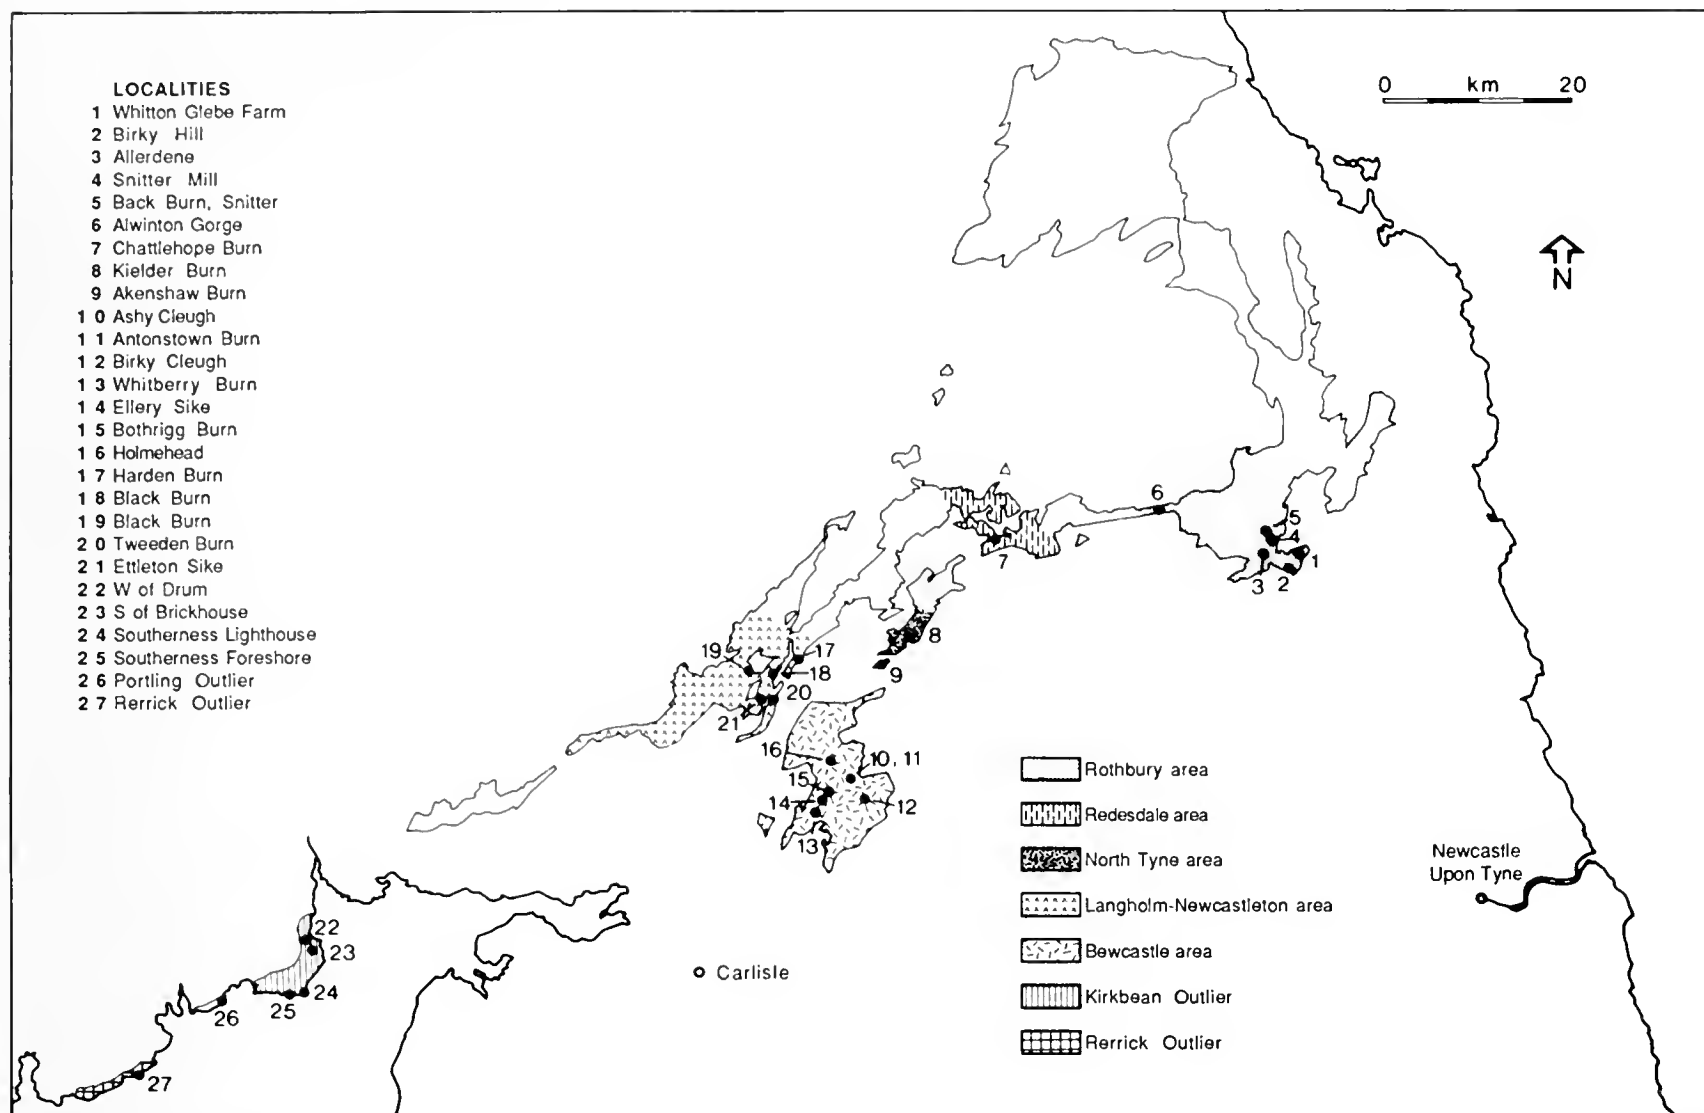 LOCALITIES
1 Whitton Glebe Farm
2 Birky Hill
3 Allerdene
4 Snitter Mill
5 Back Burn, Snitter
6 Alwinton Gorge
7 Chattlehope Burn
8 Kielder Burn
9 Akenshaw Burn
10 Ashy Cleugh
11 Antonstown Burn
12 Birky Cleugh
13 Whitberry Burn
14 Ellery Sike
15 Bothrigg Burn
16 Holmehead
17 Harden Burn
18 Black Burn
19 Black Burn
20 Tweeden Burn
21 Ettleton Sike
22 W of Drum
23 S of Brickhouse
24 Southerness Lighthouse
25 Southerness Foreshore
26 Portling Outlier
27 Rerrick Outlier
0 km 20
N
6
5
4
7
3
2
1
8
9
19
17
18
20
21
16
10, 11
15
14
12
13
22
23
24
25
26
27
Carlisle
Newcastle
Upon Tyne
Rothbury area
Redesdale area
North Tyne area
Langholm-Newcastleton area
Bewcastle area
Kirkbean Outlier
Rerrick Outlier